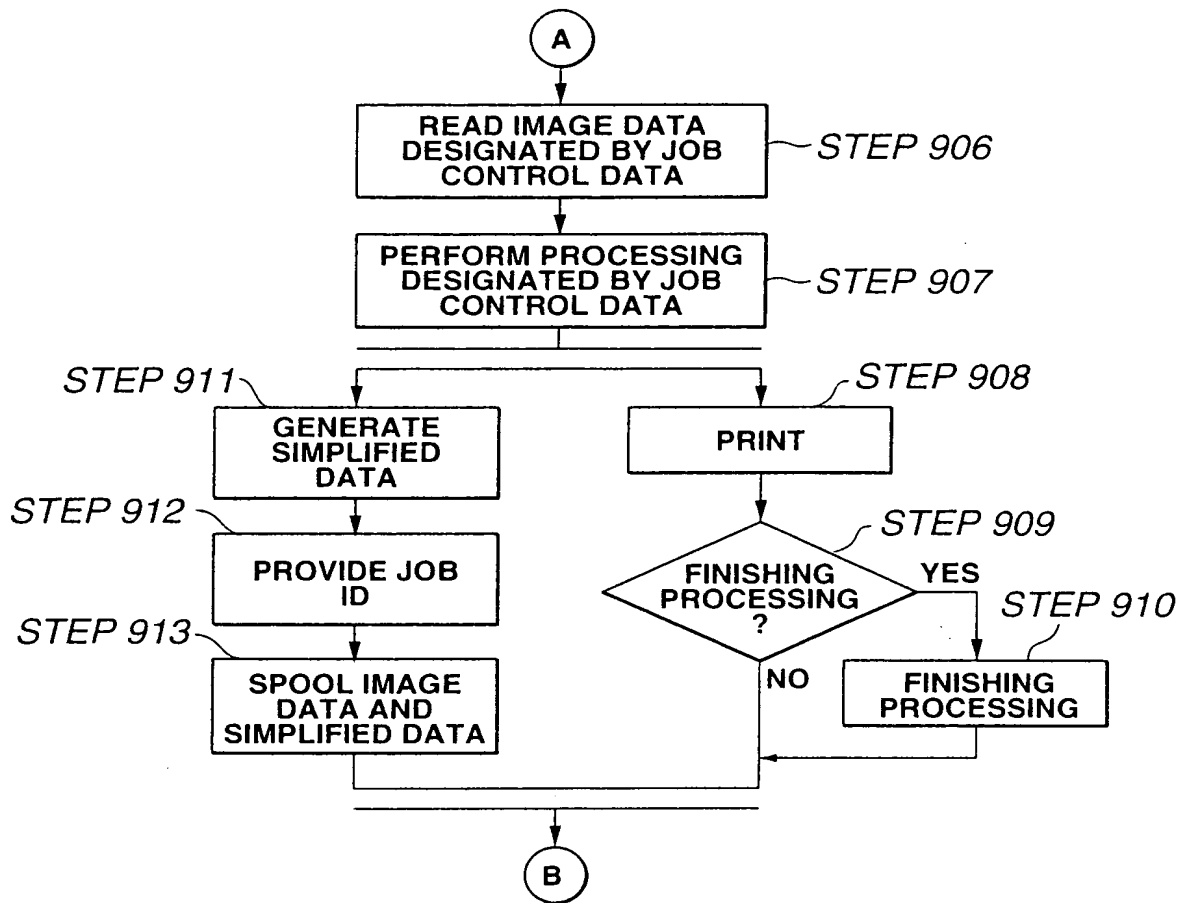 A
READ IMAGE DATA
DESIGNATED BY JOB
CONTROL DATA
STEP 906
PERFORM PROCESSING
DESIGNATED BY JOB
CONTROL DATA
STEP 907
STEP 911
GENERATE
SIMPLIFIED
DATA
STEP 912
PROVIDE JOB
ID
STEP 913
SPOOL IMAGE
DATA AND
SIMPLIFIED DATA
STEP 908
PRINT
STEP 909
FINISHING
PROCESSING
?
YES
NO
STEP 910
FINISHING
PROCESSING
B